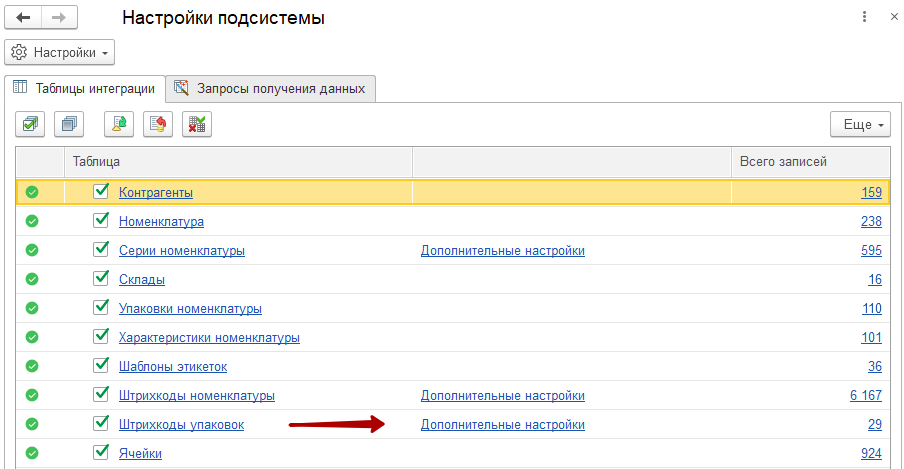 Настройки подсистемы
Настройки
Таблицы интеграции Запросы получения данных
Еще
Таблица Всего записей
Контрагенты 159
Номенклатура 238
Серии номенклатуры Дополнительные настройки 595
Склады 16
Упаковки номенклатуры 110
Характеристики номенклатуры 101
Шаблоны этикеток 36
Штрихкоды номенклатуры Дополнительные настройки 6 167
Штрихкоды упаковок Дополнительные настройки 29
Ячейки 924